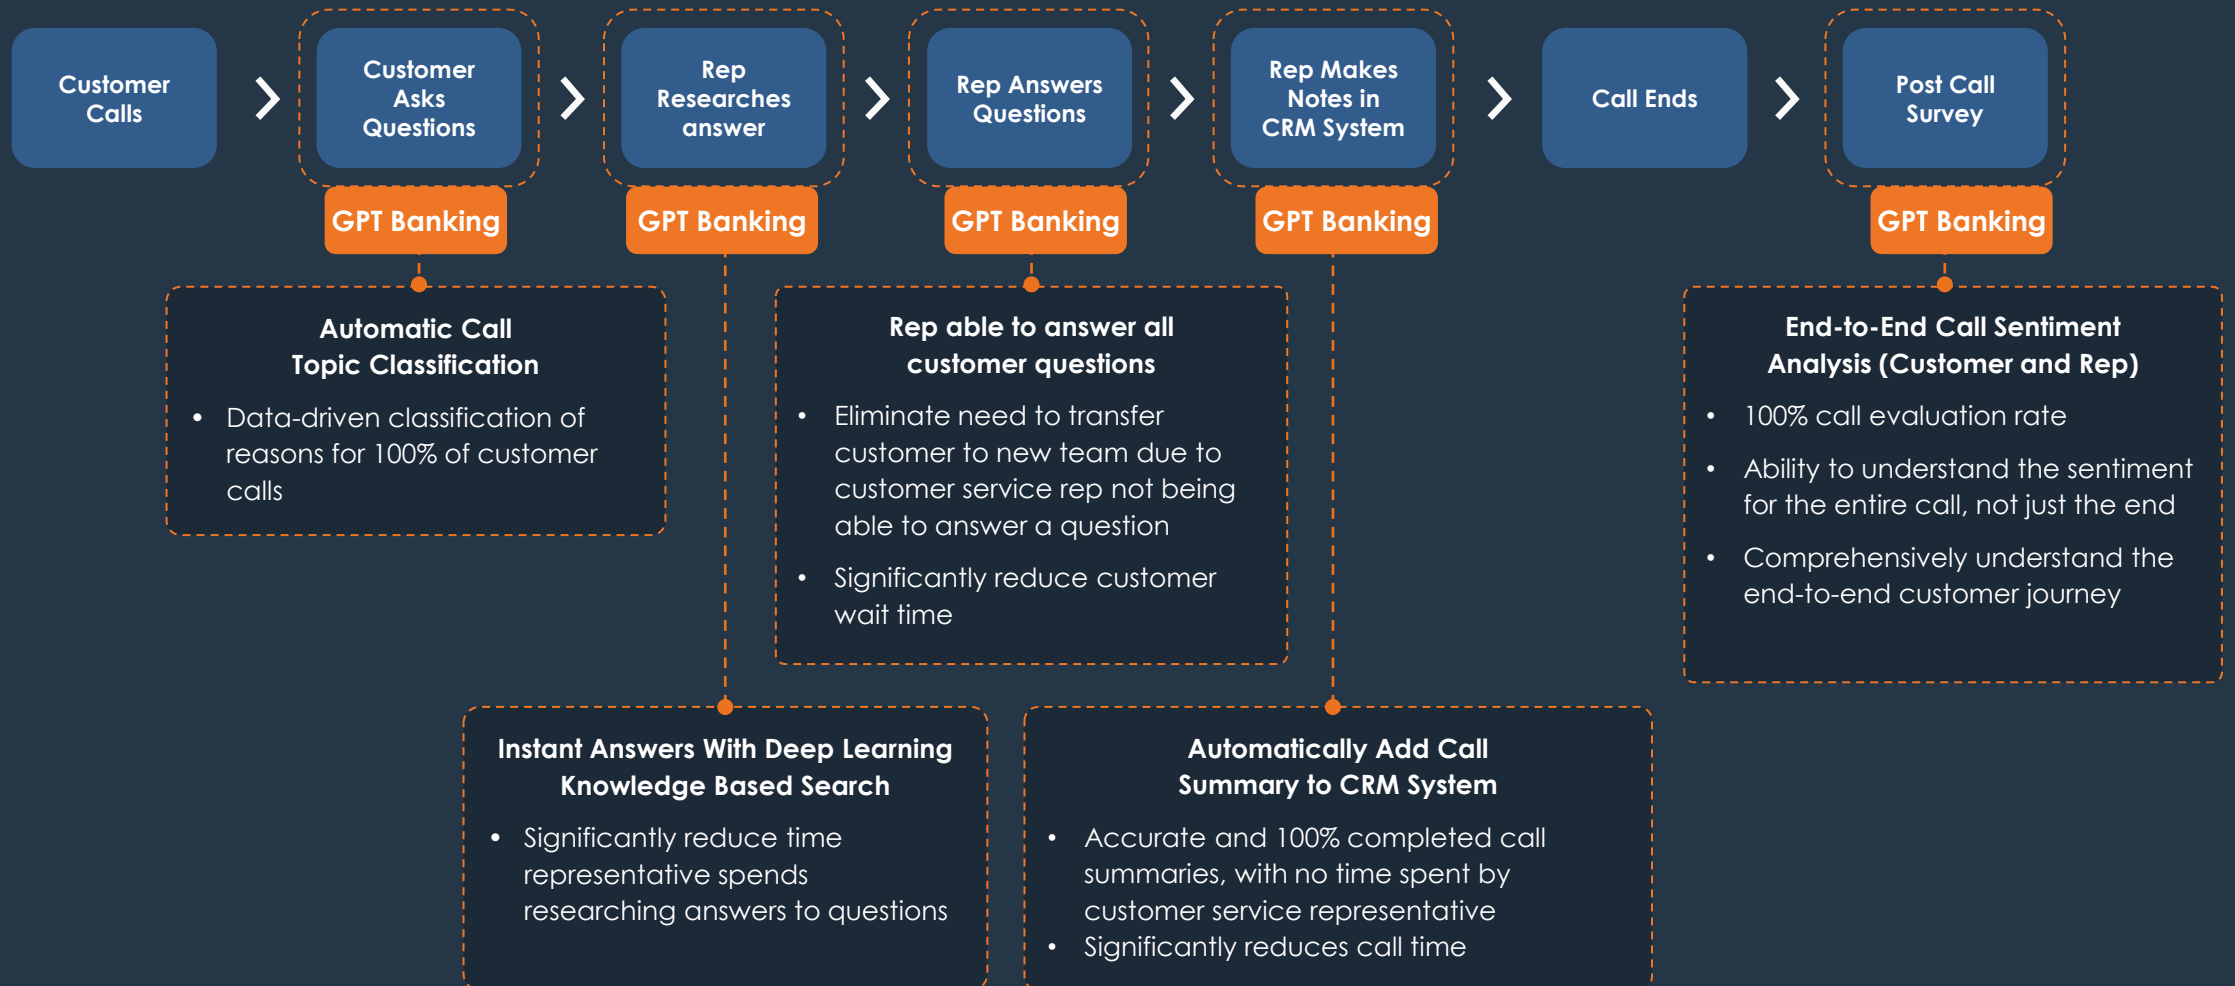 Customer
Calls
Customer
Asks
Questions
Rep
Researches
answer
Rep Answers
Questions
Rep Makes
Notes in
CRM System
Call Ends
Post Call
Survey
GPT Banking
GPT Banking
GPT Banking
GPT Banking
GPT Banking
Automatic Call
Topic Classification
• Data-driven classification of
reasons for 100% of customer
calls
Rep able to answer all
customer questions
• Eliminate need to transfer
customer to new team due to
customer service rep not being
able to answer a question
• Significantly reduce customer
wait time
End-to-End Call Sentiment
Analysis (Customer and Rep)
• 100% call evaluation rate
• Ability to understand the sentiment
for the entire call, not just the end
• Comprehensively understand the
end-to-end customer journey
Instant Answers With Deep Learning
Knowledge Based Search
• Significantly reduce time
representative spends
researching answers to questions
Automatically Add Call
Summary to CRM System
• Accurate and 100% completed call
summaries, with no time spent by
customer service representative
• Significantly reduces call time